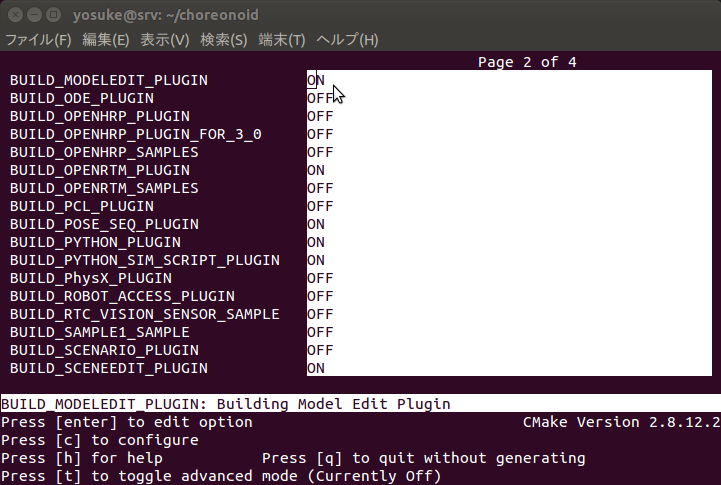 yosuke@srv: ~/choreonoid
ファイル(F) 編集(E) 表示(V) 検索(S) 端末(T) ヘルプ(H)
Page 2 of 4
BUILD_MODELEDIT_PLUGIN ON
BUILD_ODE_PLUGIN OFF
BUILD_OPENHRP_PLUGIN OFF
BUILD_OPENHRP_PLUGIN_FOR_3_0 OFF
BUILD_OPENHRP_SAMPLES OFF
BUILD_OPENRTM_PLUGIN ON
BUILD_OPENRTM_SAMPLES OFF
BUILD_PCL_PLUGIN OFF
BUILD_POSE_SEQ_PLUGIN ON
BUILD_PYTHON_PLUGIN ON
BUILD_PYTHON_SIM_SCRIPT_PLUGIN ON
BUILD_PhysX_PLUGIN OFF
BUILD_ROBOT_ACCESS_PLUGIN OFF
BUILD_RTC_VISION_SENSOR_SAMPLE OFF
BUILD_SAMPLE1_SAMPLE OFF
BUILD_SCENARIO_PLUGIN OFF
BUILD_SCENEEDIT_PLUGIN ON
BUILD_MODELEDIT_PLUGIN: Building Model Edit Plugin
Press [enter] to edit option CMake Version 2.8.12.2
Press [c] to configure
Press [h] for help Press [q] to quit without generating
Press [t] to toggle advanced mode (Currently Off)